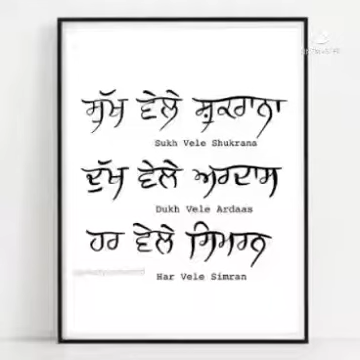 ਸੁੱਖ ਵੇਲੇ ਸ਼ੁਕਰਾਨਾ
Sukh Vele Shukrana
ਦੁੱਖ ਵੇਲੇ ਅਰਦਾਸ
Dukh Vele Ardaas
ਹਰ ਵੇਲੇ ਸਿਮਰਨ
Har Vele Simran